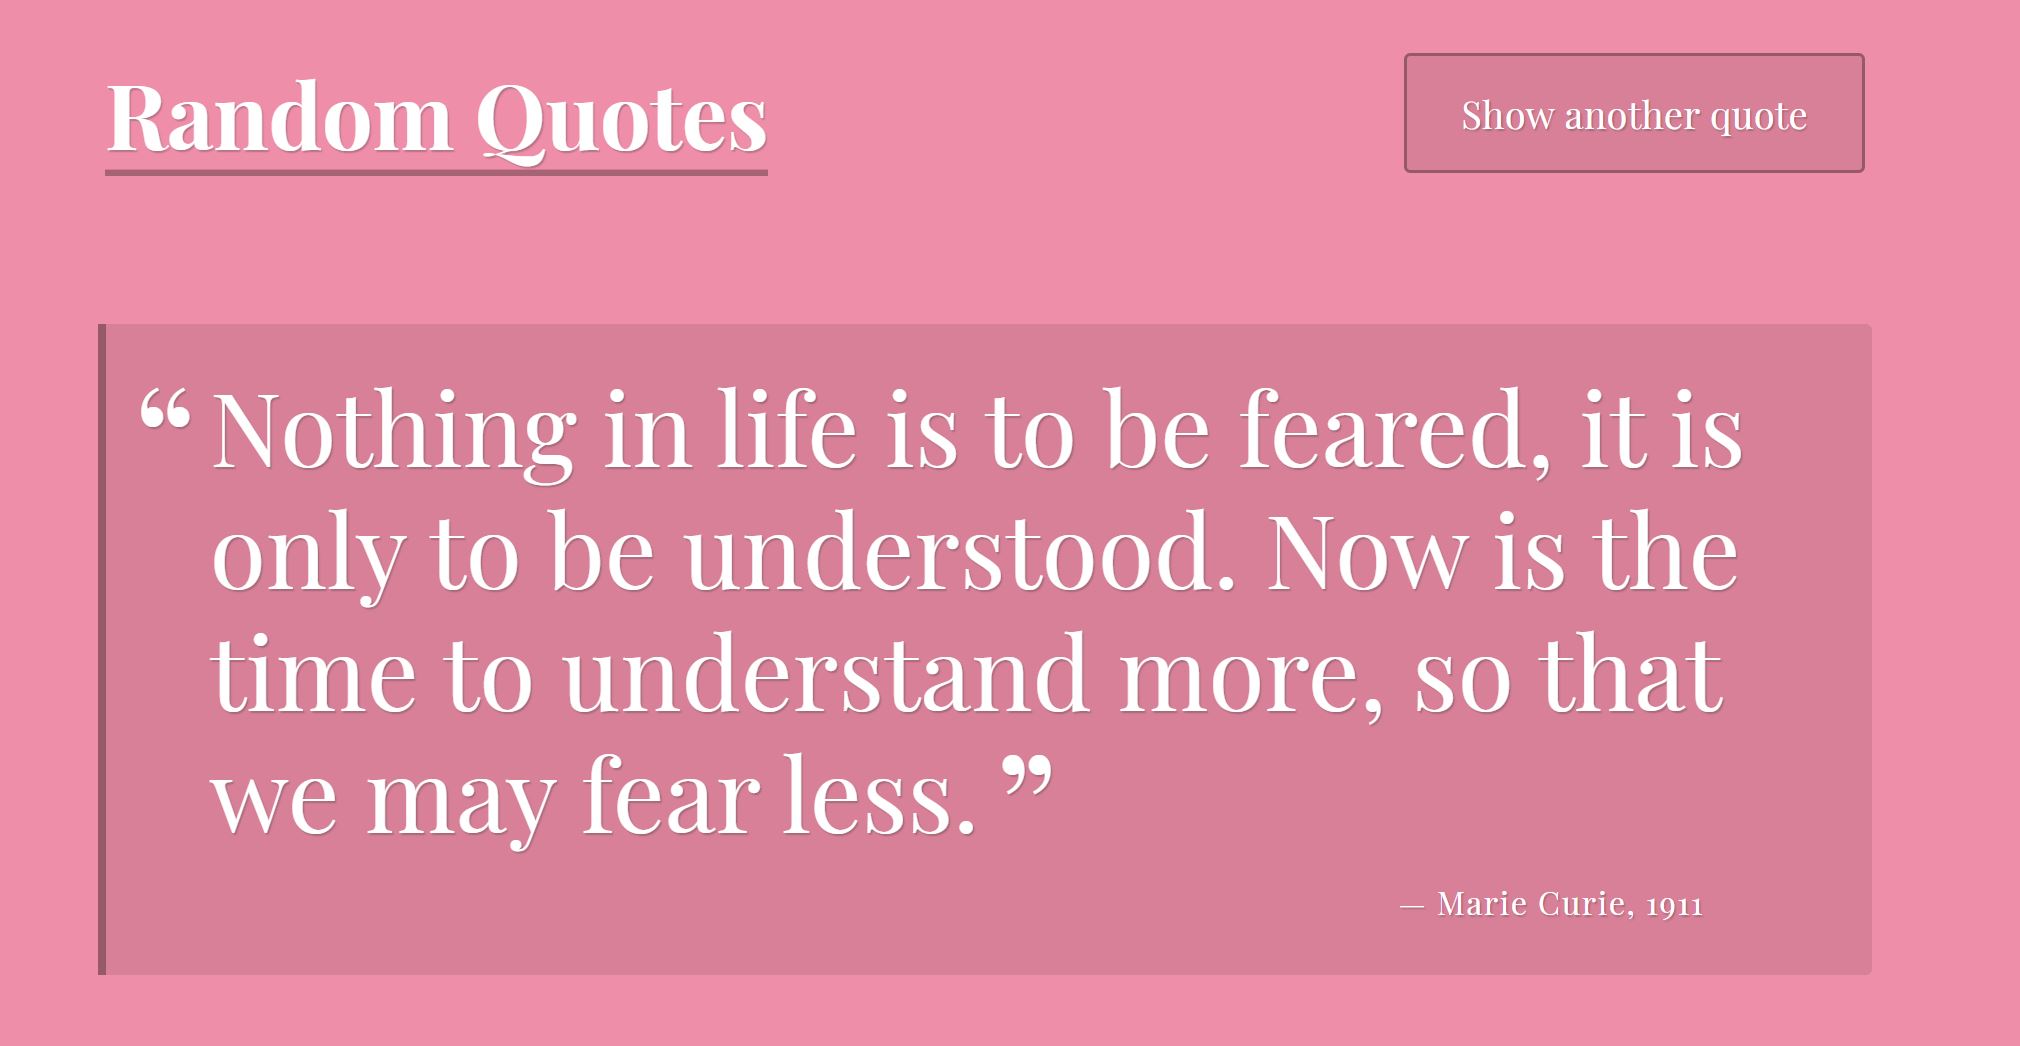 Random Quotes
Show another quote
“ Nothing in life is to be feared, it is
only to be understood. Now is the
time to understand more, so that
we may fear less. ”
— Marie Curie, 1911